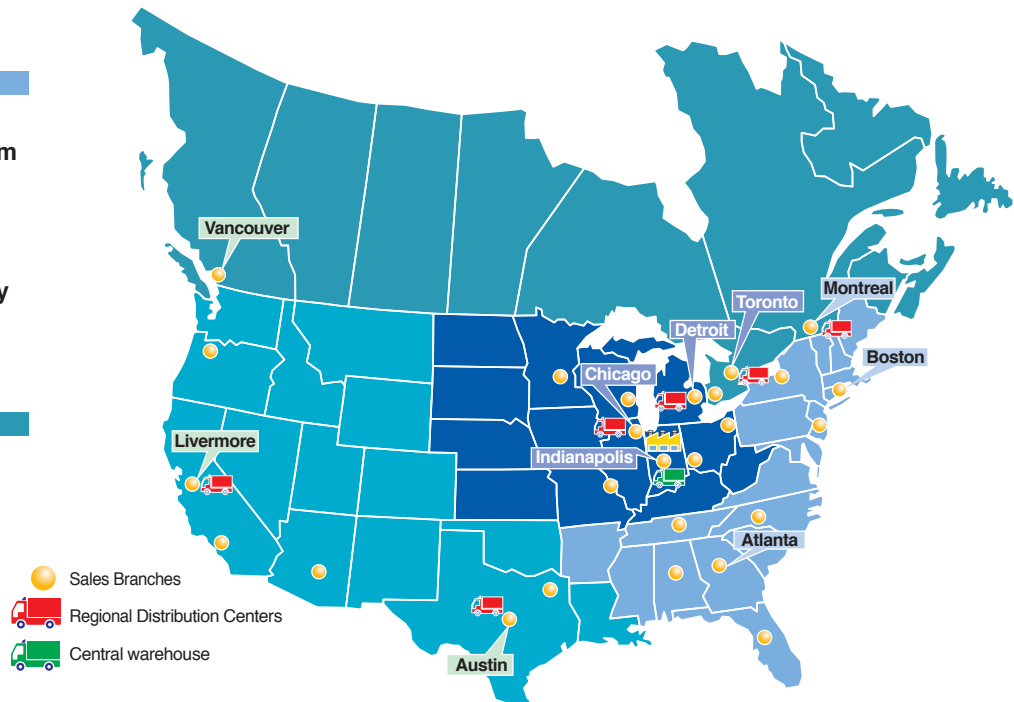 m
y
Vancouver
Montreal
Toronto
Detroit
Boston
Chicago
Livermore
Indianapolis
Atlanta
Sales Branches
Regional Distribution Centers
Central warehouse
Austin